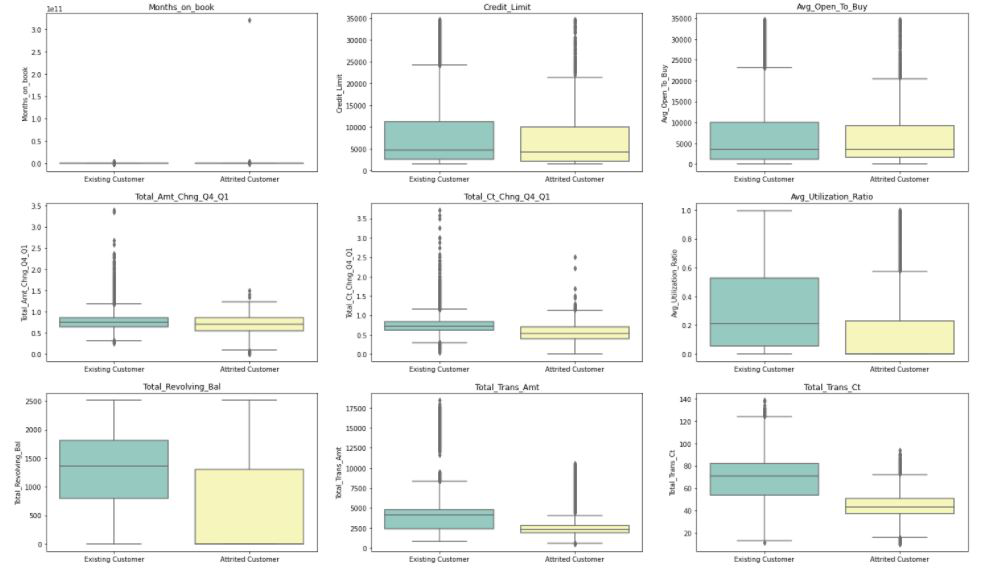 Months_on_book
1e11
Months_on_book
3.0
2.5
2.0
1.5
1.0
0.5
0.0
Existing Customer Attrited Customer
Credit_Limit
Credit_Limit
35000
30000
25000
20000
15000
10000
5000
0
Existing Customer Attrited Customer
Avg_Open_To_Buy
Avg_Open_To_Buy
35000
30000
25000
20000
15000
10000
5000
0
Existing Customer Attrited Customer
Total_Amt_Chng_Q4_Q1
Total_Amt_Chng_Q4_Q1
3.5
3.0
2.5
2.0
1.5
1.0
0.5
0.0
Existing Customer Attrited Customer
Total_Ct_Chng_Q4_Q1
Total_Ct_Chng_Q4_Q1
3.5
3.0
2.5
2.0
1.5
1.0
0.5
0.0
Existing Customer Attrited Customer
Avg_Utilization_Ratio
Avg_Utilization_Ratio
1.0
0.8
0.6
0.4
0.2
0.0
Existing Customer Attrited Customer
Total_Revolving_Bal
Total_Revolving_Bal
2500
2000
1500
1000
500
0
Existing Customer Attrited Customer
Total_Trans_Amt
Total_Trans_Amt
17500
15000
12500
10000
7500
5000
2500
0
Existing Customer Attrited Customer
Total_Trans_Ct
Total_Trans_Ct
140
120
100
80
60
40
20
Existing Customer Attrited Customer